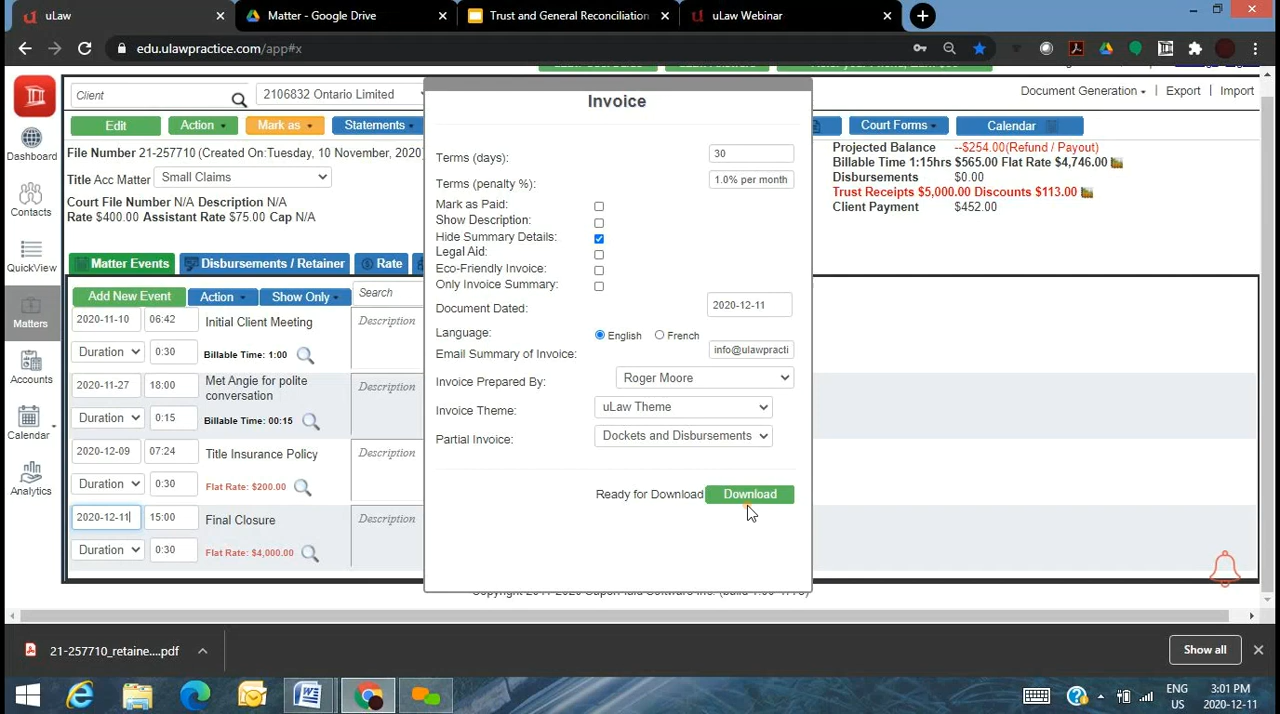 uLaw
Matter - Google Drive
Trust and General Reconciliation
uLaw Webinar
edu.ulawpractice.com/app#x
Client
2106832 Ontario Limited
Document Generation
Export
Import
Edit
Action
Mark as
Statements
Court Forms
Calendar
File Number 21-257710 (Created On:Tuesday, 10 November, 2020)
Title Acc Matter
Small Claims
Court File Number N/A Description N/A
Rate $400.00 Assistant Rate $75.00 Cap N/A
Projected Balance --$254.00(Refund / Payout)
Billable Time 1:15hrs $565.00 Flat Rate $4,746.00
Disbursements $0.00
Trust Receipts $5,000.00 Discounts $113.00
Client Payment $452.00
Dashboard
Contacts
QuickView
Matters
Accounts
Calendar
Analytics
Matter Events
Disbursements / Retainer
Rate
Add New Event
Action
Show Only
Search
2020-11-10
06:42
Initial Client Meeting
Description
Duration
0:30
Billable Time: 1:00
2020-11-27
18:00
Met Angie for polite
conversation
Description
Duration
0:15
Billable Time: 00:15
2020-12-09
07:24
Title Insurance Policy
Description
Duration
0:30
Flat Rate: $200.00
2020-12-11
15:00
Final Closure
Description
Duration
0:30
Flat Rate: $4,000.00
Invoice
Terms (days):
30
Terms (penalty %):
1.0% per month
Mark as Paid:
Show Description:
Hide Summary Details:
Legal Aid:
Eco-Friendly Invoice:
Only Invoice Summary:
Document Dated:
2020-12-11
Language:
English
French
Email Summary of Invoice:
info@ulawpracti
Invoice Prepared By:
Roger Moore
Invoice Theme:
uLaw Theme
Partial Invoice:
Dockets and Disbursements
Ready for Download
Download
21-257710_retaine....pdf
Show all
ENG
US
3:01 PM
2020-12-11